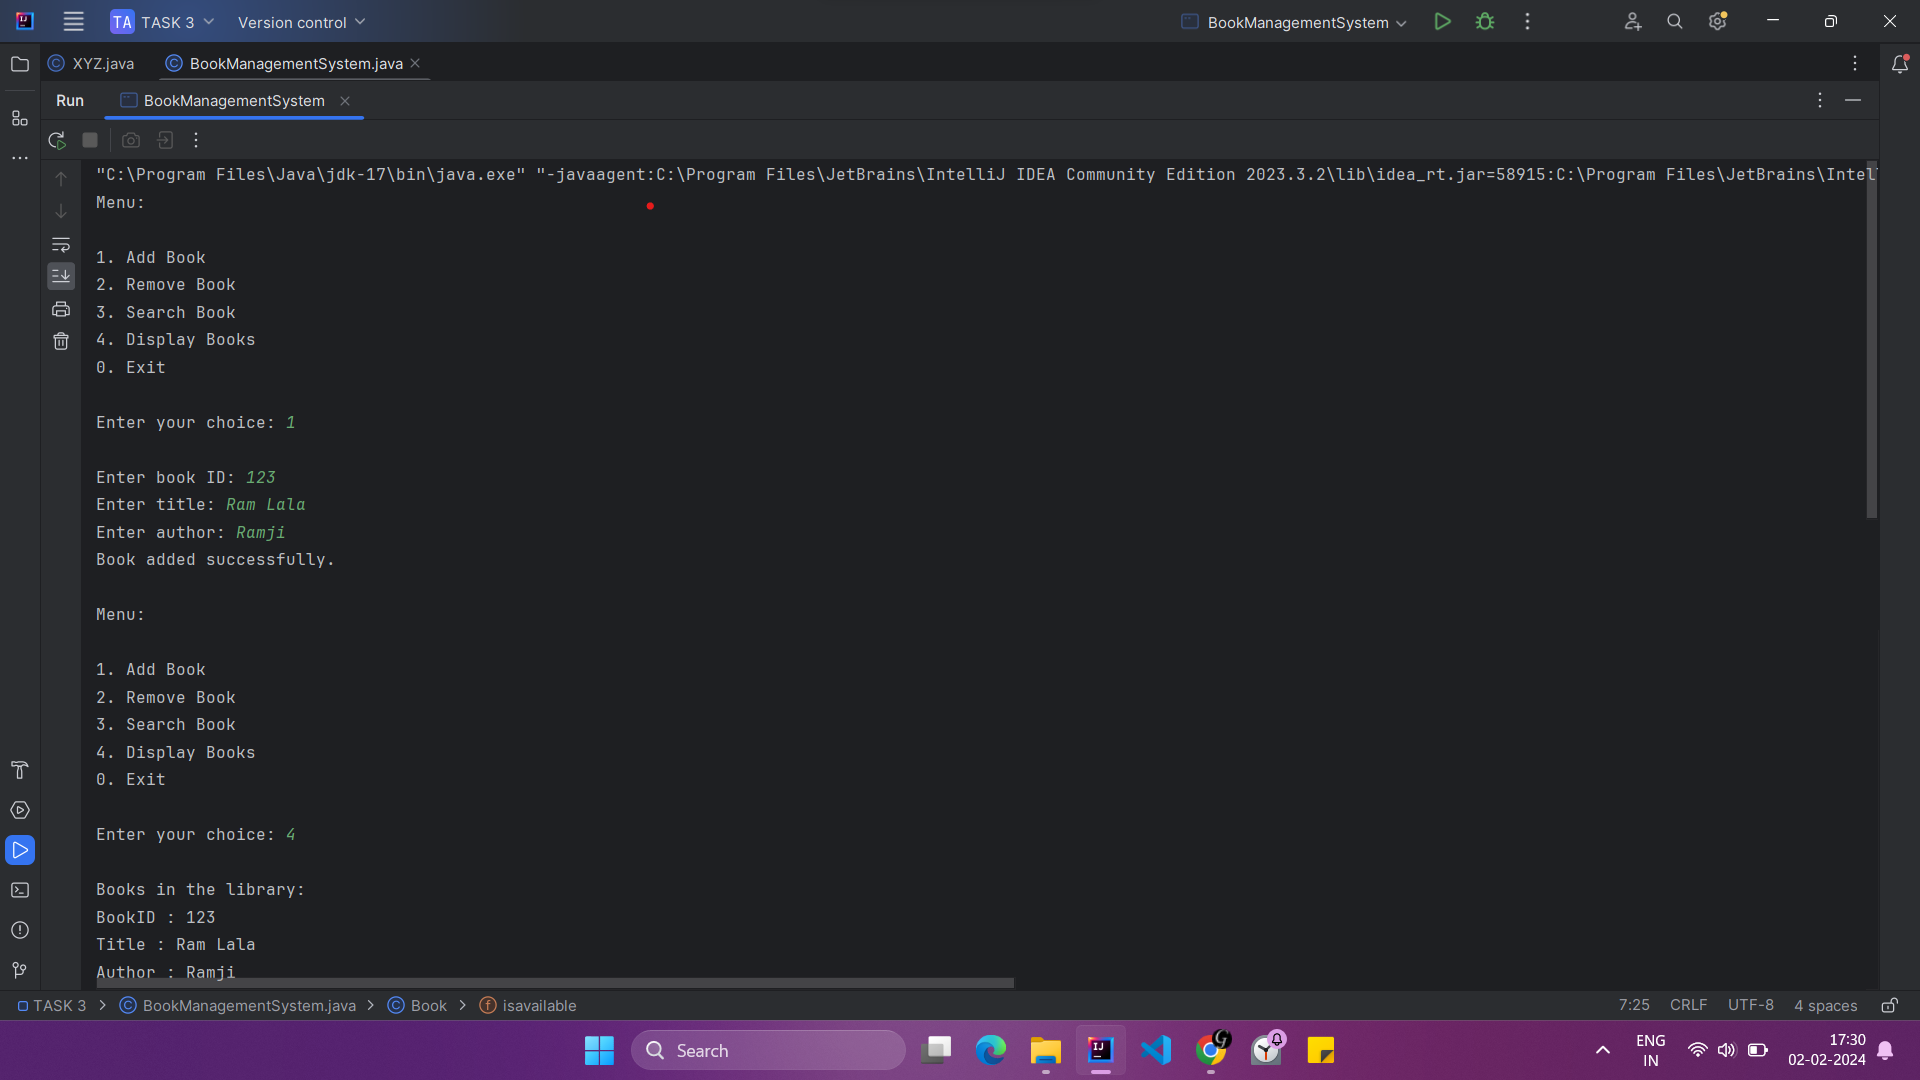 TA TASK 3 Version control BookManagementSystem
XYZ.java BookManagementSystem.java
Run BookManagementSystem
"C:\Program Files\Java\jdk-17\bin\java.exe" "-javaagent:C:\Program Files\JetBrains\IntelliJ IDEA Community Edition 2023.3.2\lib\idea_rt.jar=58915:C:\Program Files\JetBrains\Intel
Menu:
1. Add Book
2. Remove Book
3. Search Book
4. Display Books
0. Exit
Enter your choice: 1
Enter book ID: 123
Enter title: Ram Lala
Enter author: Ramji
Book added successfully.
Menu:
1. Add Book
2. Remove Book
3. Search Book
4. Display Books
0. Exit
Enter your choice: 4
Books in the library:
BookID : 123
Title : Ram Lala
Author : Ramji
TASK 3 > BookManagementSystem.java > Book > isavailable 7:25 CRLF UTF-8 4 spaces
Search
ENG
IN
17:30
02-02-2024